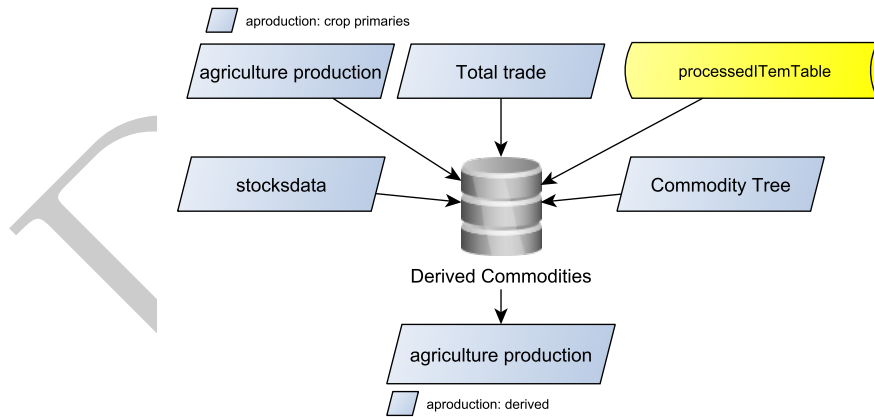 aproduction: crop primaries
agriculture production
Total trade
processedITemTable
stocksdata
Commodity Tree
Derived Commodities
agriculture production
aproduction: derived